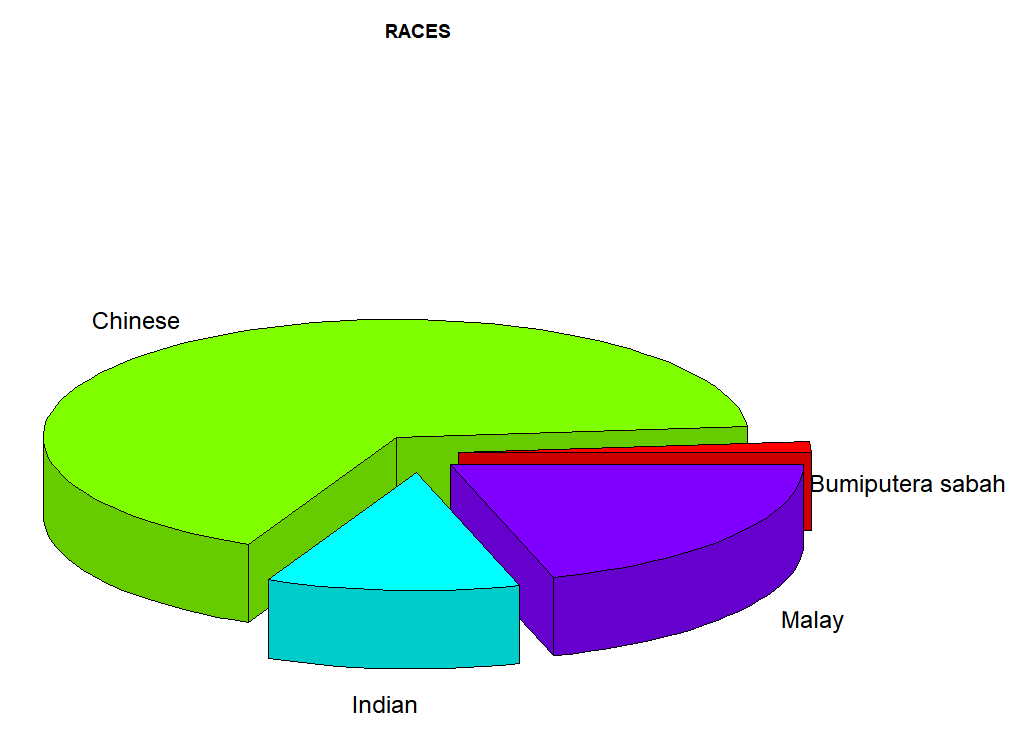 RACES
Chinese
Bumiputera sabah
Malay
Indian